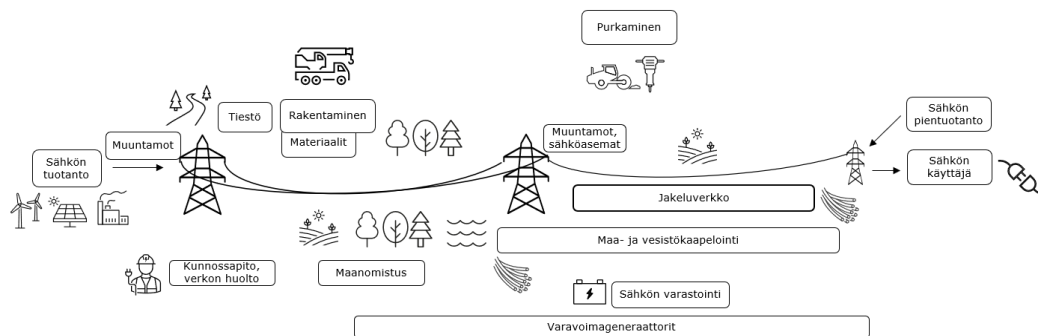 Purkaminen
Tiestö
Rakentaminen
Materiaalit
Muuntamot
Sähkön
tuotanto
Muuntamot,
sähköasemat
Sähkön
pientuotanto
Sähkön
käyttäjä
Jakeluverkko
Maa- ja vesistökaapelointi
Kunnossapito,
verkon huolto
Maanomistus
Sähkön varastointi
Varavoimageneraattorit